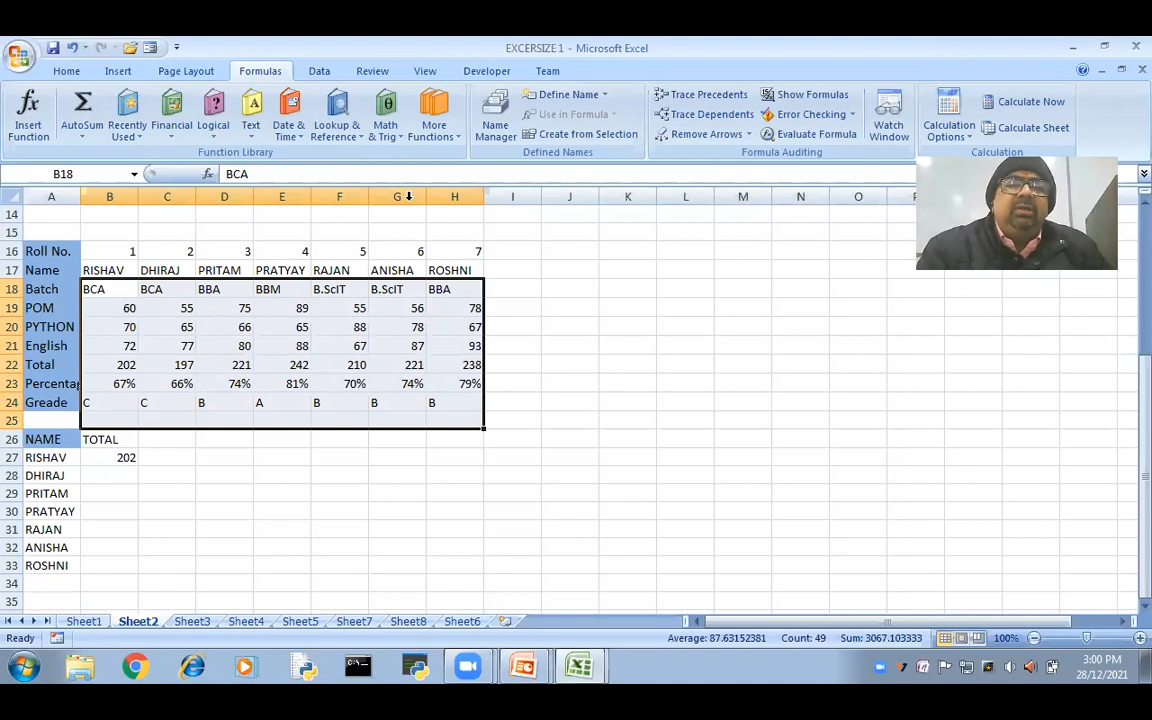 EXCERSIZE 1 - Microsoft Excel
Home Insert Page Layout Formulas Data Review View Developer Team
Insert Function AutoSum Recently Used Financial Logical Text Date & Time Lookup & Reference Math & Trig More Functions
Name Manager Define Name Use in Formula Create from Selection
Trace Precedents Trace Dependents Remove Arrows Show Formulas Error Checking Evaluate Formula Watch Window
Calculation Options Calculate Now Calculate Sheet
Function Library Defined Names Formula Auditing Calculation
B18 fx BCA
A B C D E F G H I J K L M N O
14
15
16 Roll No. 1 2 3 4 5 6 7
17 Name RISHAV DHIRAJ PRITAM PRATYAY RAJAN ANISHA ROSHNI
18 Batch BCA BCA BBA BBM B.ScIT B.ScIT BBA
19 POM 60 55 75 89 55 56 78
20 PYTHON 70 65 66 65 88 78 67
21 English 72 77 80 88 67 87 93
22 Total 202 197 221 242 210 221 238
23 Percenta 67% 66% 74% 81% 70% 74% 79%
24 Greade C C B A B B B
25
26 NAME TOTAL
27 RISHAV 202
28 DHIRAJ
29 PRITAM
30 PRATYAY
31 RAJAN
32 ANISHA
33 ROSHNI
34
35
Sheet1 Sheet2 Sheet3 Sheet4 Sheet5 Sheet7 Sheet8 Sheet6
Ready Average: 87.63152381 Count: 49 Sum: 3067.103333 100%
3:00 PM
28/12/2021